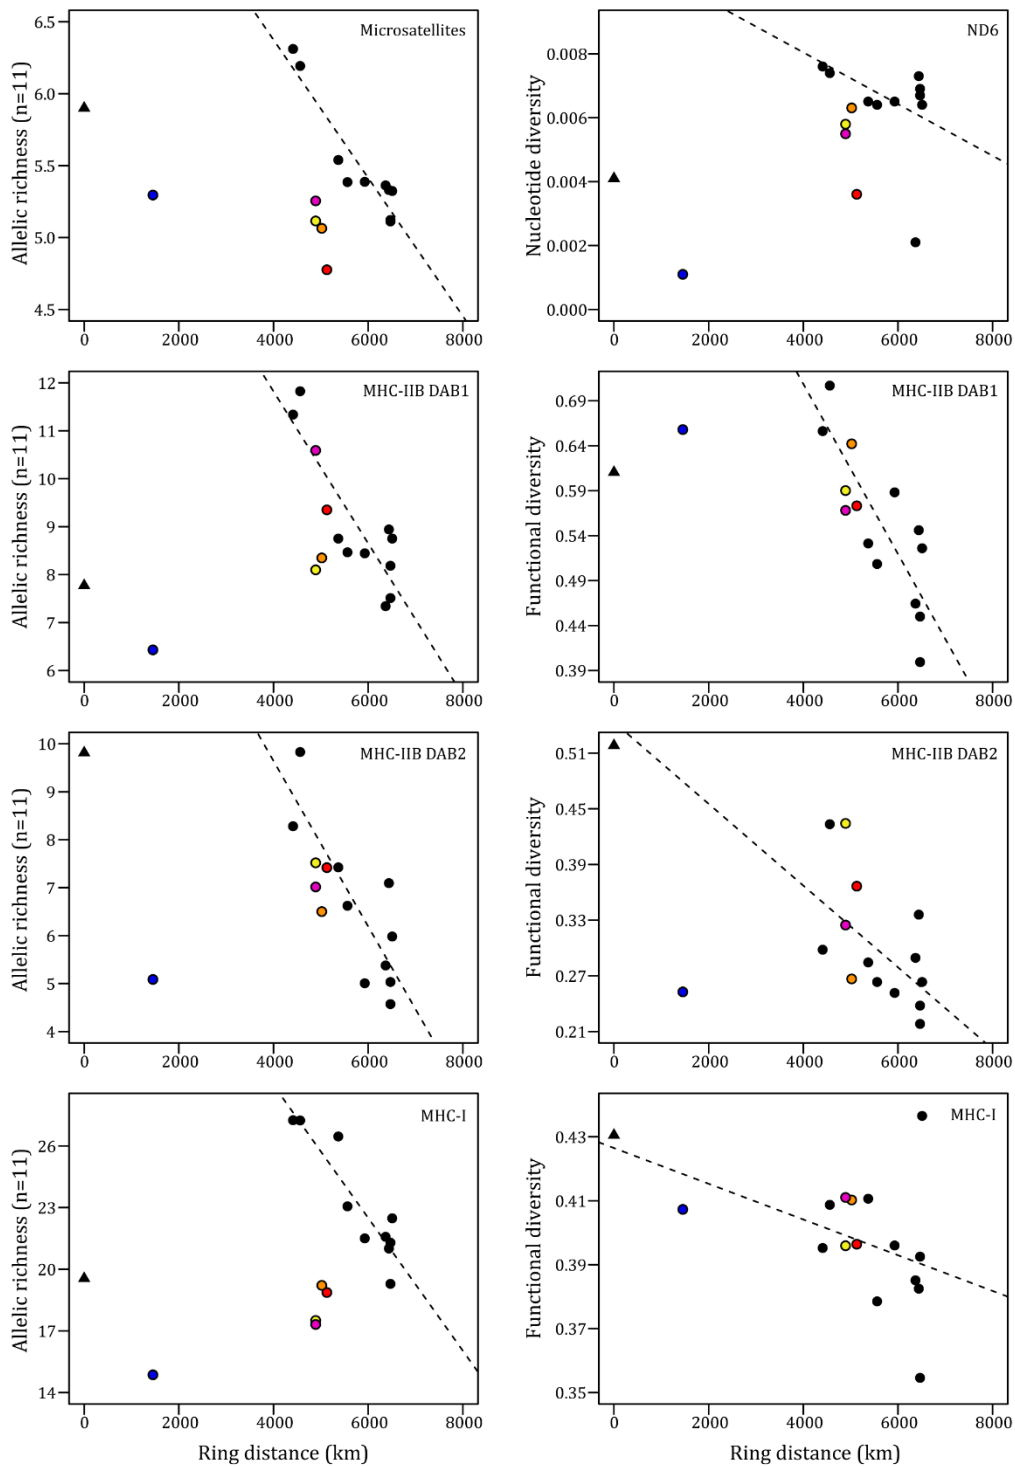 Microsatellites
Allelic richness (n=11)
6.5
6.0
5.5
5.0
4.5
0 2000 4000 6000 8000
ND6
Nucleotide diversity
0.008
0.006
0.004
0.002
0.000
0 2000 4000 6000 8000
MHC-IIB DAB1
Allelic richness (n=11)
12
11
10
9
8
7
6
0 2000 4000 6000 8000
MHC-IIB DAB1
Functional diversity
0.69
0.64
0.59
0.54
0.49
0.44
0.39
0 2000 4000 6000 8000
MHC-IIB DAB2
Allelic richness (n=11)
10
9
8
7
6
5
4
0 2000 4000 6000 8000
MHC-IIB DAB2
Functional diversity
0.51
0.45
0.39
0.33
0.27
0.21
0 2000 4000 6000 8000
MHC-I
Allelic richness (n=11)
26
23
20
17
14
0 2000 4000 6000 8000
Ring distance (km)
MHC-I
Functional diversity
0.43
0.41
0.39
0.37
0.35
0 2000 4000 6000 8000
Ring distance (km)